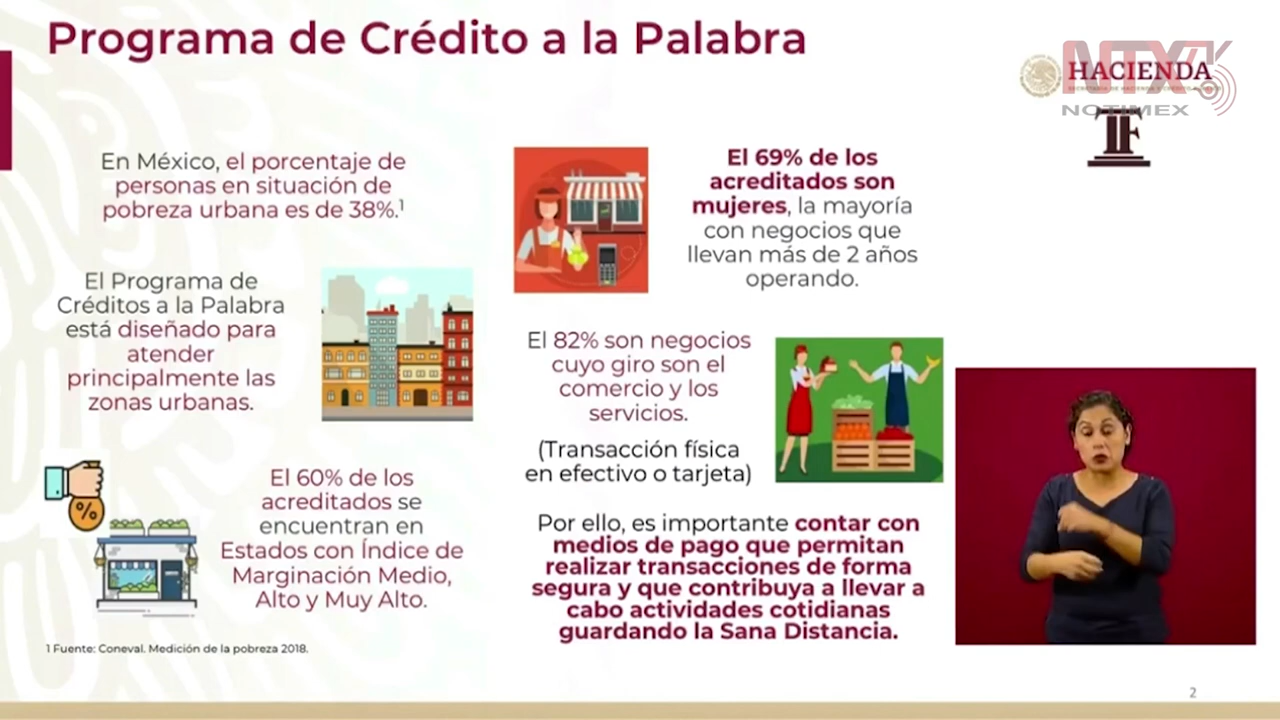 Programa de Crédito a la Palabra
HACIENDA
NTX
NOTIMEX
En México, el porcentaje de
personas en situación de
pobreza urbana es de 38%.¹
El Programa de
Créditos a la Palabra
está diseñado para
atender
principalmente las
zonas urbanas.
%
El 60% de los
acreditados se
encuentran en
Estados con Índice de
Marginación Medio,
Alto y Muy Alto.
1 Fuente: Coneval. Medición de la pobreza 2018.
El 69% de los
acreditados son
mujeres, la mayoría
con negocios que
llevan más de 2 años
operando.
El 82% son negocios
cuyo giro son el
comercio y los
servicios.
(Transacción física
en efectivo o tarjeta)
Por ello, es importante contar con
medios de pago que permitan
realizar transacciones de forma
segura y que contribuya a llevar a
cabo actividades cotidianas
guardando la Sana Distancia.
2